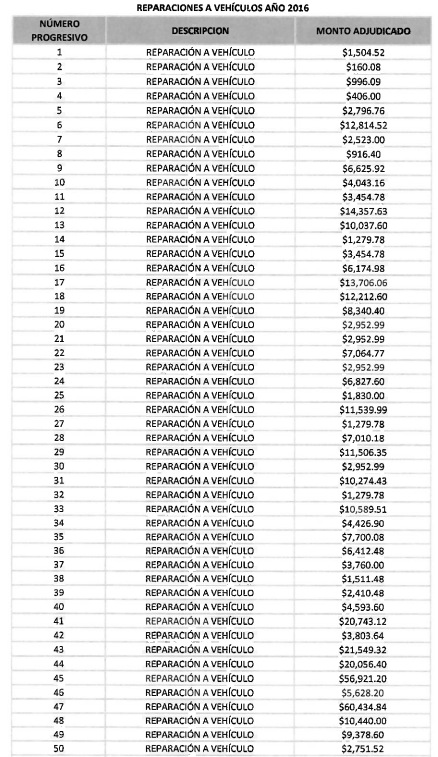 REPARACIONES A VEHÍCULOS AÑO 2016
NÚMERO PROGRESIVO DESCRIPCION MONTO ADJUDICADO
1 REPARACIÓN A VEHÍCULO $1,504.52
2 REPARACIÓN A VEHÍCULO $160.08
3 REPARACIÓN A VEHÍCULO $996.09
4 REPARACIÓN A VEHÍCULO $406.00
5 REPARACIÓN A VEHÍCULO $2,796.76
6 REPARACIÓN A VEHÍCULO $12,814.52
7 REPARACIÓN A VEHÍCULO $2,523.00
8 REPARACIÓN A VEHÍCULO $916.40
9 REPARACIÓN A VEHÍCULO $6,625.92
10 REPARACIÓN A VEHÍCULO $4,043.16
11 REPARACIÓN A VEHÍCULO $3,454.78
12 REPARACIÓN A VEHÍCULO $14,357.63
13 REPARACIÓN A VEHÍCULO $10,037.60
14 REPARACIÓN A VEHÍCULO $1,279.78
15 REPARACIÓN A VEHÍCULO $3,454.78
16 REPARACIÓN A VEHÍCULO $6,174.98
17 REPARACIÓN A VEHÍCULO $13,706.06
18 REPARACIÓN A VEHÍCULO $12,212.60
19 REPARACIÓN A VEHÍCULO $8,340.40
20 REPARACIÓN A VEHÍCULO $2,952.99
21 REPARACIÓN A VEHÍCULO $2,952.99
22 REPARACIÓN A VEHÍCULO $7,064.77
23 REPARACIÓN A VEHÍCULO $2,952.99
24 REPARACIÓN A VEHÍCULO $6,827.60
25 REPARACIÓN A VEHÍCULO $1,830.00
26 REPARACIÓN A VEHÍCULO $11,539.99
27 REPARACIÓN A VEHÍCULO $1,279.78
28 REPARACIÓN A VEHÍCULO $7,010.18
29 REPARACIÓN A VEHÍCULO $11,506.35
30 REPARACIÓN A VEHÍCULO $2,952.99
31 REPARACIÓN A VEHÍCULO $10,274.43
32 REPARACIÓN A VEHÍCULO $1,279.78
33 REPARACIÓN A VEHÍCULO $10,589.51
34 REPARACIÓN A VEHÍCULO $4,426.90
35 REPARACIÓN A VEHÍCULO $7,700.08
36 REPARACIÓN A VEHÍCULO $6,412.48
37 REPARACIÓN A VEHÍCULO $3,760.00
38 REPARACIÓN A VEHÍCULO $1,511.48
39 REPARACIÓN A VEHÍCULO $2,410.48
40 REPARACIÓN A VEHÍCULO $4,593.60
41 REPARACIÓN A VEHÍCULO $20,743.12
42 REPARACIÓN A VEHÍCULO $3,803.64
43 REPARACIÓN A VEHÍCULO $21,549.32
44 REPARACIÓN A VEHÍCULO $20,056.40
45 REPARACIÓN A VEHÍCULO $56,921.20
46 REPARACIÓN A VEHÍCULO $5,628.20
47 REPARACIÓN A VEHÍCULO $60,434.84
48 REPARACIÓN A VEHÍCULO $10,440.00
49 REPARACIÓN A VEHÍCULO $9,378.60
50 REPARACIÓN A VEHÍCULO $2,751.52